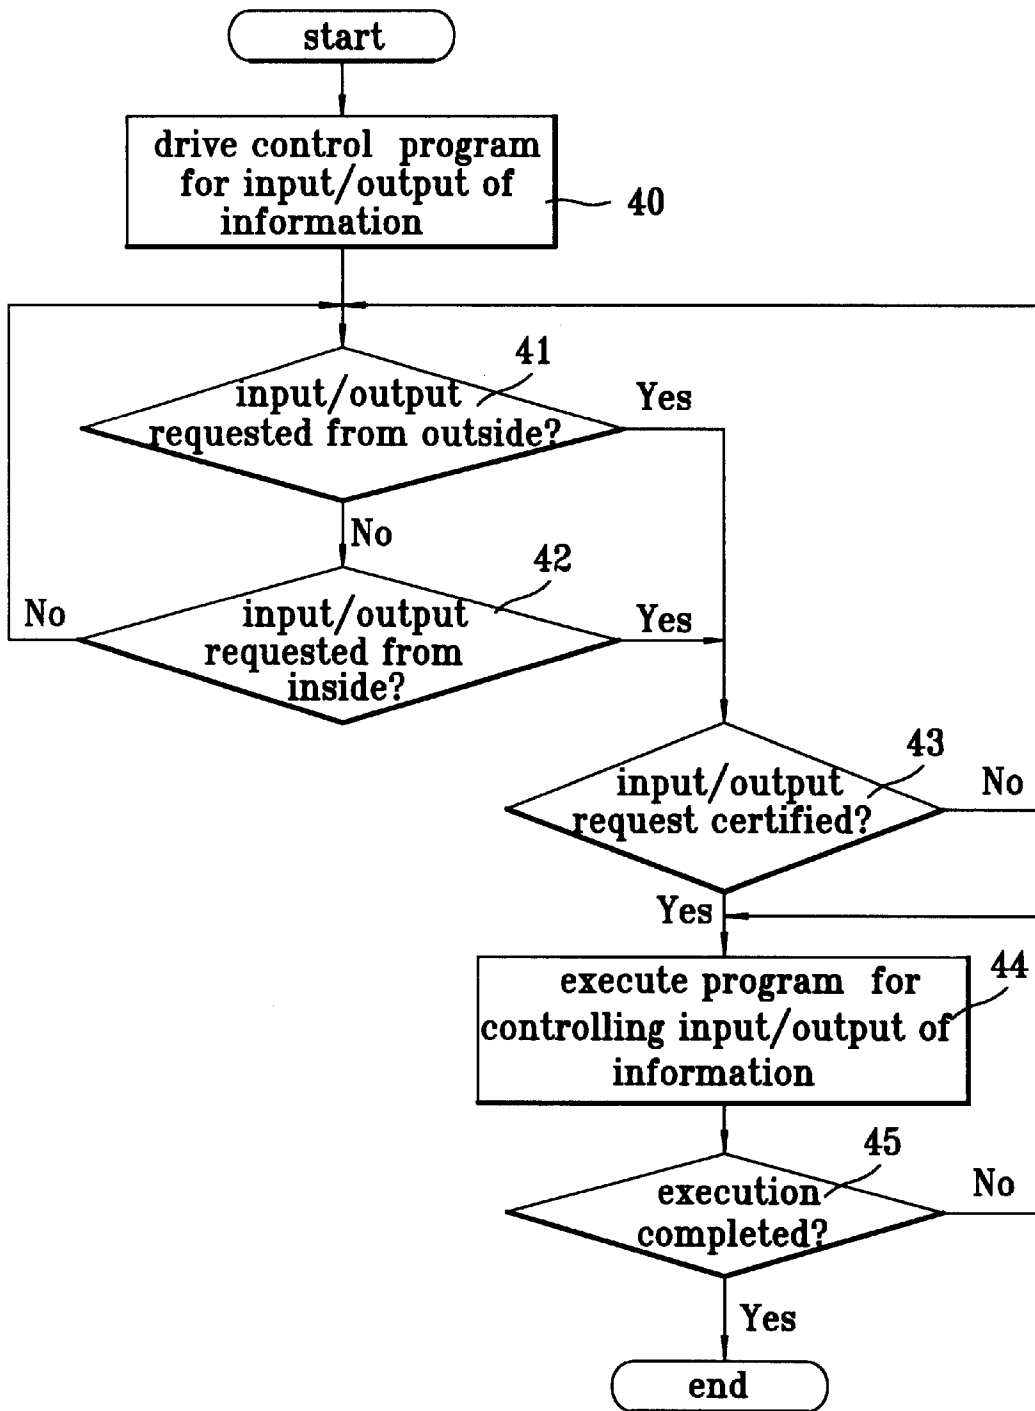 start
drive control program
for input/output of
information
40
41
input/output
requested from outside?
Yes
No
42
input/output
requested from
inside?
No
Yes
43
input/output
request certified?
No
Yes
44
execute program for
controlling input/output of
information
45
execution
completed?
No
Yes
end